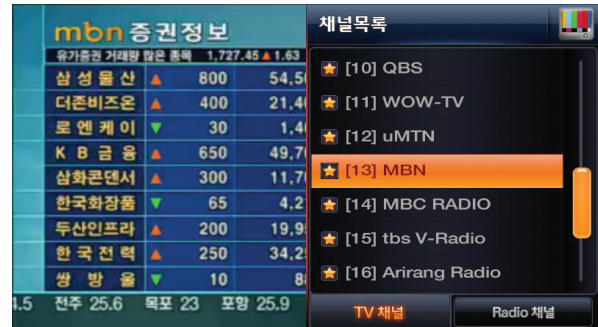 mbn 증권정보
유가증권 거래량 많은 종목 1,727.45 ▲ 1.63
삼성물산 ▲ 800 54,5
더존비즈온 ▲ 400 21,4
로엔케이 ▼ 30 1,4
KB금융 ▲ 650 49,7
삼화콘덴서 ▲ 300 11,7
한국화장품 ▼ 65 4,2
두산인프라 ▲ 200 19,9
한국전력 ▲ 250 34,2
쌍방울 ▼ 10 8
4.5 전주 25.6 목포 23 포항 25.9
채널목록
[10] QBS
[11] WOW-TV
[12] uMTN
[13] MBN
[14] MBC RADIO
[15] tbs V-Radio
[16] Arirang Radio
TV 채널 Radio 채널